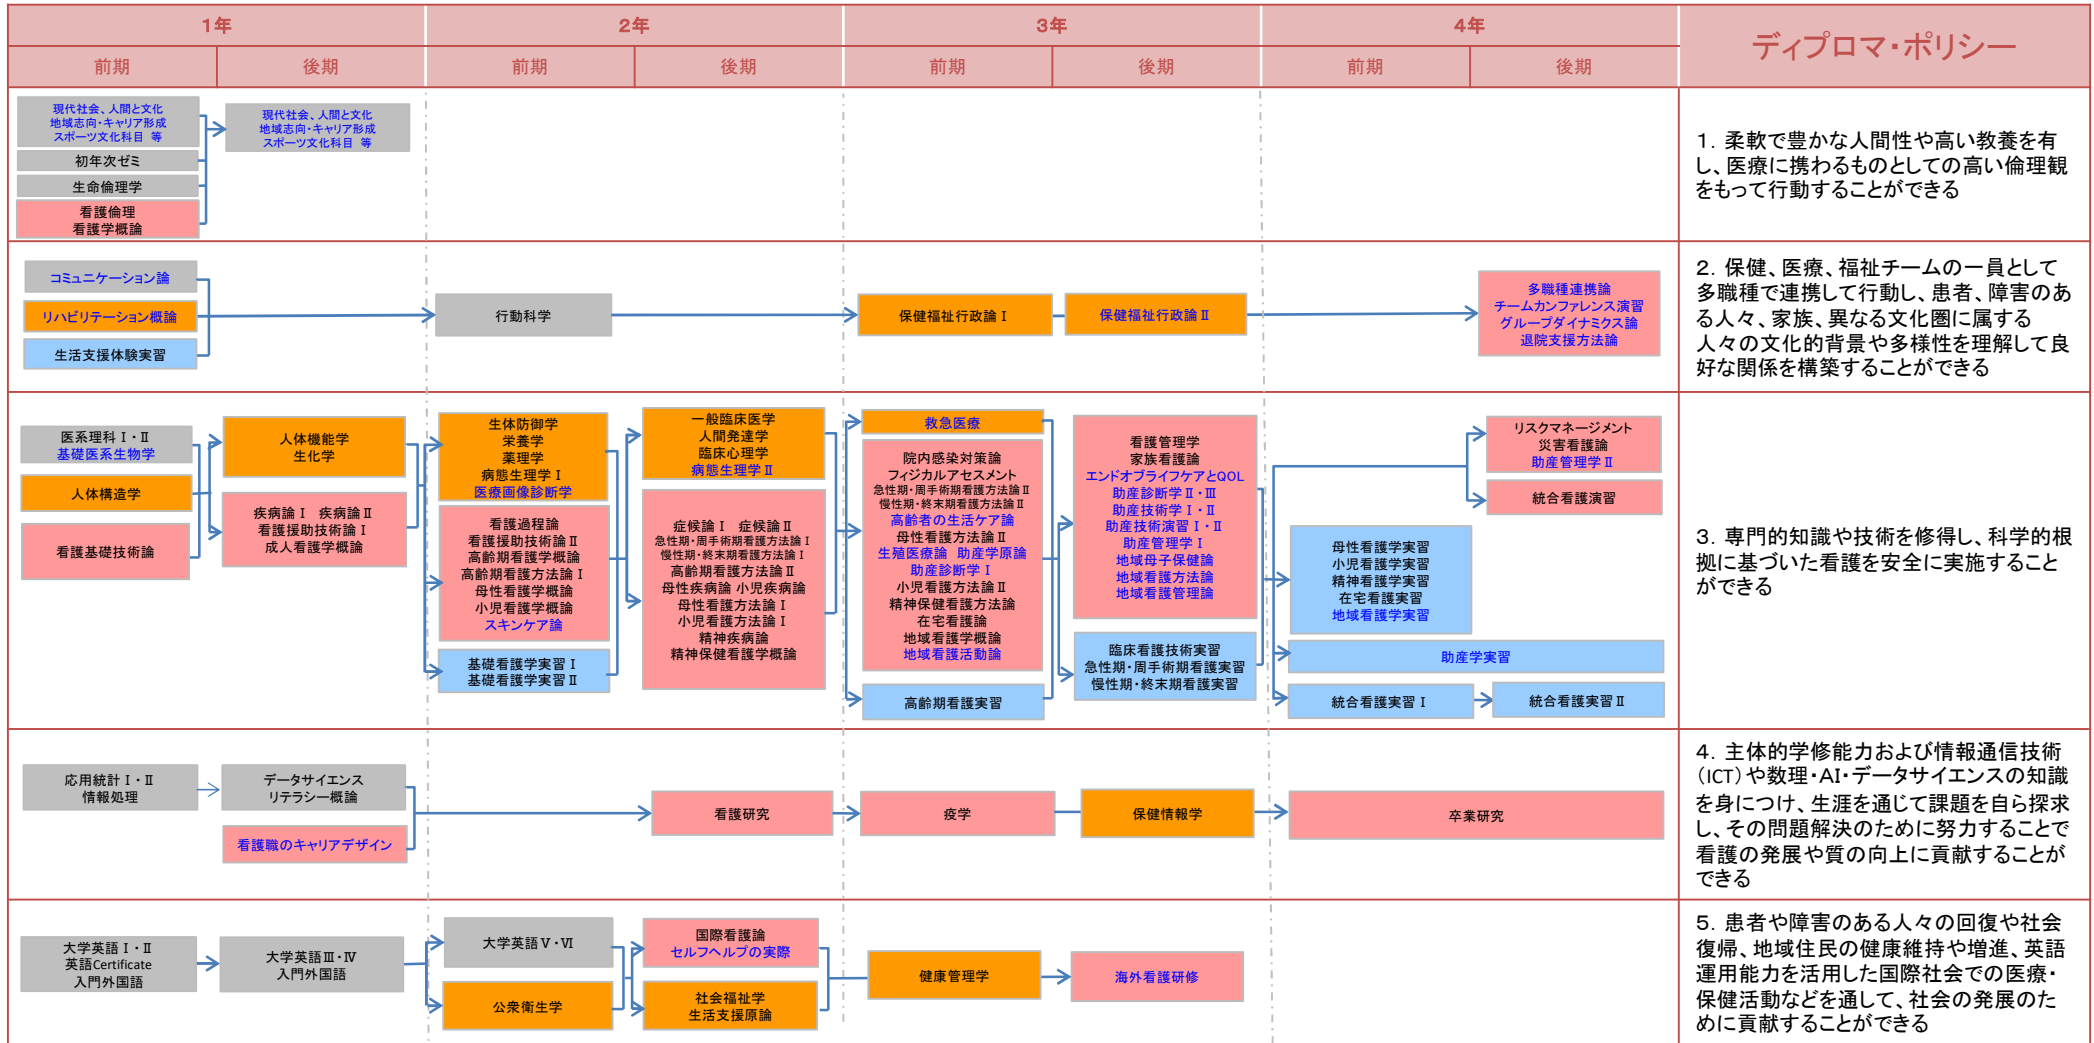 1年
2年
3年
4年
ディプロマ・ポリシー
前期
後期
前期
後期
前期
後期
前期
後期
現代社会、人間と文化
地域志向・キャリア形成
スポーツ文化科目 等
初年次ゼミ
生命倫理学
看護倫理
看護学概論
現代社会、人間と文化
地域志向・キャリア形成
スポーツ文化科目 等
1．柔軟で豊かな人間性や高い教養を有
し、医療に携わるものとしての高い倫理観
をもって行動することができる
コミュニケーション論
リハビリテーション概論
生活支援体験実習
行動科学
保健福祉行政論Ⅰ
保健福祉行政論Ⅱ
多職種連携論
チームカンファレンス演習
グループダイナミクス論
退院支援方法論
2．保健、医療、福祉チームの一員として
多職種で連携して行動し、患者、障害のあ
る人々、家族、異なる文化圏に属する
人々の文化的背景や多様性を理解して良
好な関係を構築することができる
医系理科Ⅰ・Ⅱ
基礎医系生物学
人体構造学
看護基礎技術論
人体機能学
生化学
疾病論Ⅰ 疾病論Ⅱ
看護援助技術論Ⅰ
成人看護学概論
生体防御学
栄養学
薬理学
病態生理学Ⅰ
医療画像診断学
看護過程論
看護援助技術論Ⅱ
高齢期看護学概論
高齢期看護方法論Ⅰ
母性看護学概論
小児看護学概論
スキンケア論
基礎看護学実習Ⅰ
基礎看護学実習Ⅱ
一般臨床医学
人間発達学
臨床心理学
病態生理学Ⅱ
症候論Ⅰ 症候論Ⅱ
急性期・周手術期看護方法論Ⅰ
慢性期・終末期看護方法論Ⅰ
高齢期看護方法論Ⅱ
母性疾病論 小児疾病論
母性看護方法論Ⅰ
小児看護方法論Ⅰ
精神疾病論
精神保健看護学概論
救急医療
院内感染対策論
フィジカルアセスメント
急性期・周手術期看護方法論Ⅱ
慢性期・終末期看護方法論Ⅱ
高齢者の生活ケア論
母性看護方法論Ⅱ
生殖医療論 助産学原論
助産診断学Ⅰ
小児看護方法論Ⅱ
精神保健看護方法論
在宅看護論
地域看護学概論
地域看護活動論
高齢期看護実習
看護管理学
家族看護論
エンドオブライフケアとQOL
助産診断学Ⅱ・Ⅲ
助産技術学Ⅰ・Ⅱ
助産技術演習Ⅰ・Ⅱ
助産管理学Ⅰ
地域母子保健論
地域看護方法論
地域看護管理論
臨床看護技術実習
急性期・周手術期看護実習
慢性期・終末期看護実習
母性看護学実習
小児看護学実習
精神看護学実習
在宅看護実習
地域看護学実習
助産学実習
統合看護実習Ⅰ
リスクマネージメント
災害看護論
助産管理学Ⅱ
統合看護演習
統合看護実習Ⅱ
3．専門的知識や技術を修得し、科学的根
拠に基づいた看護を安全に実施すること
ができる
応用統計Ⅰ・Ⅱ
情報処理
データサイエンス
リテラシー概論
看護職のキャリアデザイン
看護研究
疫学
保健情報学
卒業研究
4．主体的学修能力および情報通信技術
（ICT）や数理・AI・データサイエンスの知識
を身につけ、生涯を通じて課題を自ら探求
し、その問題解決のために努力することで
看護の発展や質の向上に貢献することが
できる
大学英語Ⅰ・Ⅱ
英語Certificate
入門外国語
大学英語Ⅲ・Ⅳ
入門外国語
大学英語Ⅴ・Ⅵ
公衆衛生学
国際看護論
セルフヘルプの実際
社会福祉学
生活支援原論
健康管理学
海外看護研修
5．患者や障害のある人々の回復や社会
復帰、地域住民の健康維持や増進、英語
運用能力を活用した国際社会での医療・
保健活動などを通して、社会の発展のた
めに貢献することができる